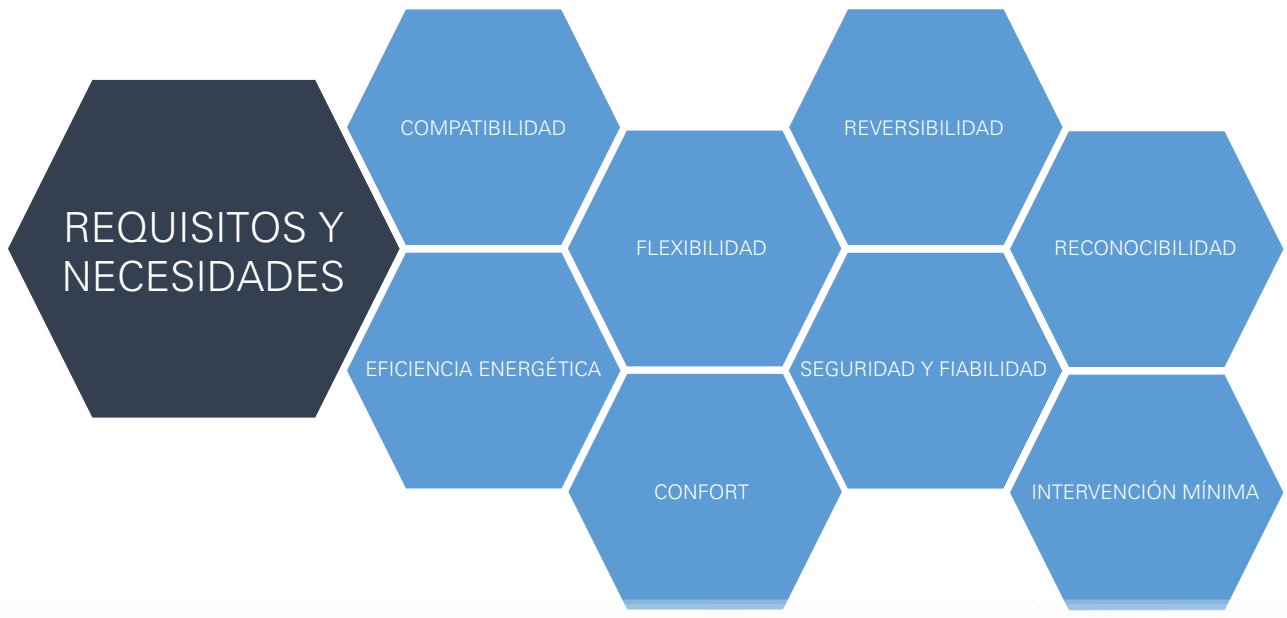 REQUISITOS Y
NECESIDADES
COMPATIBILIDAD
EFICIENCIA ENERGÉTICA
FLEXIBILIDAD
CONFORT
REVERSIBILIDAD
SEGURIDAD Y FIABILIDAD
RECONOCIBILIDAD
INTERVENCIÓN MÍNIMA